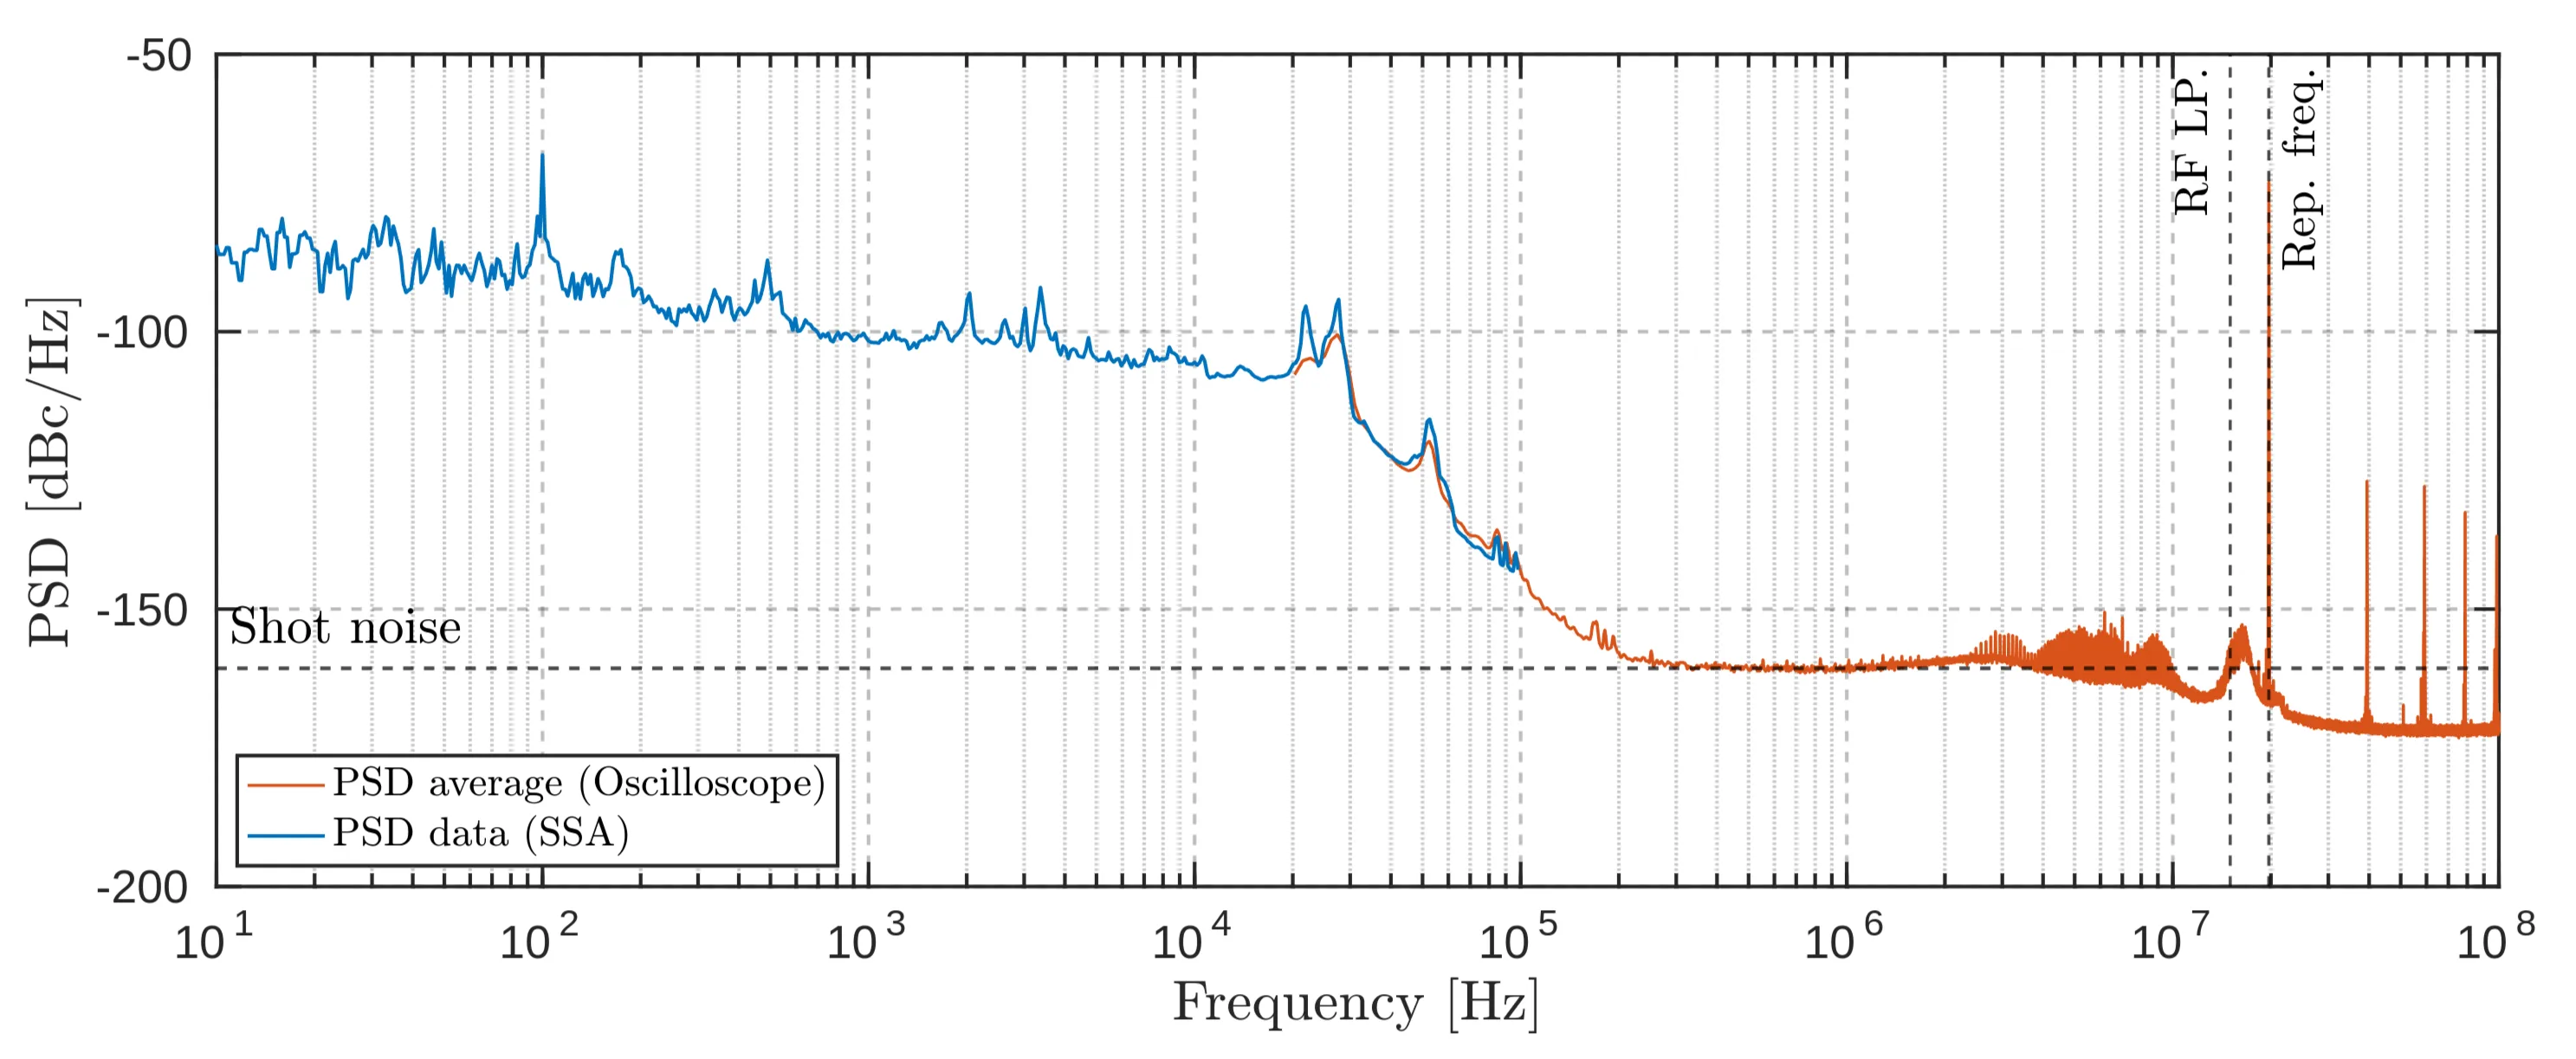 -50
-100
-150
-200
PSD [dBc/Hz]
RF LP.
Rep. freq.
Shot noise
PSD average (Oscilloscope)
PSD data (SSA)
10^1 10^2 10^3 10^4 10^5 10^6 10^7 10^8
Frequency [Hz]